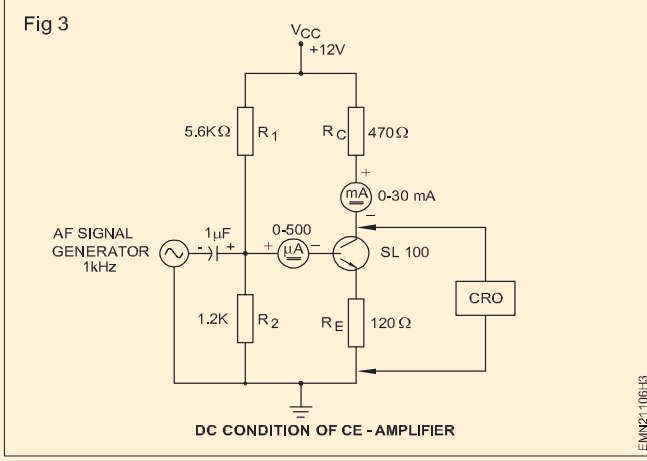 Fig 3
VCC
+12V
5.6KΩ R1
RC 470Ω
+
mA 0-30 mA
-
AF SIGNAL
GENERATOR
1kHz
1µF
- +
0-500
+ µA -
SL 100
CRO
1.2K R2
RE 120 Ω
DC CONDITION OF CE - AMPLIFIER
EMN21106H3